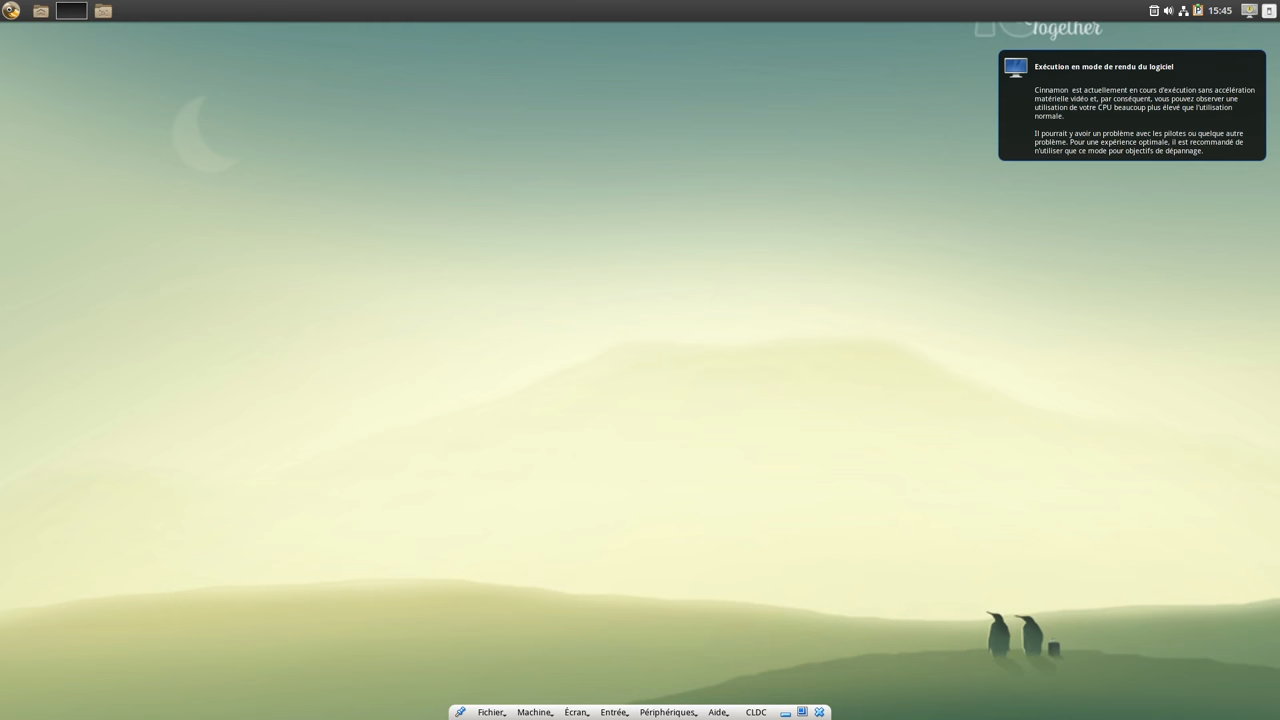 15:45
Together
Exécution en mode de rendu du logiciel
Cinnamon est actuellement en cours d'exécution sans accélération
matérielle vidéo et, par conséquent, vous pouvez observer une
utilisation de votre CPU beaucoup plus élevé que l'utilisation
normale.
Il pourrait y avoir un problème avec les pilotes ou quelque autre
problème. Pour une expérience optimale, il est recommandé de
n'utiliser que ce mode pour objectifs de dépannage.
Fichier Machine Écran Entrée Périphériques Aide CLDC